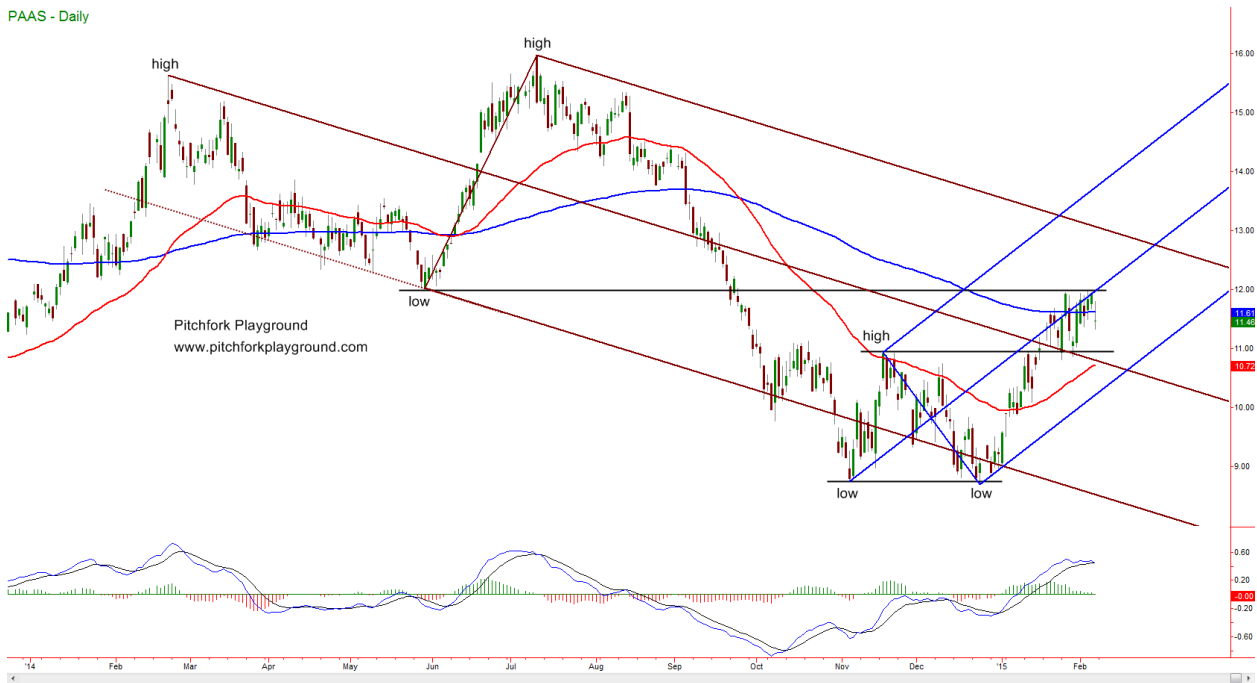 PAAS - Daily
high
high
16.00
15.00
14.00
13.00
low
12.00
11.61
11.46
Pitchfork Playground
www.pitchforkplayground.com
high
11.00
10.72
10.00
9.00
low
low
0.60
0.20
-0.00
-0.20
-0.60
'14
Feb
Mar
Apr
May
Jun
Jul
Aug
Sep
Oct
Nov
Dec
'15
Feb